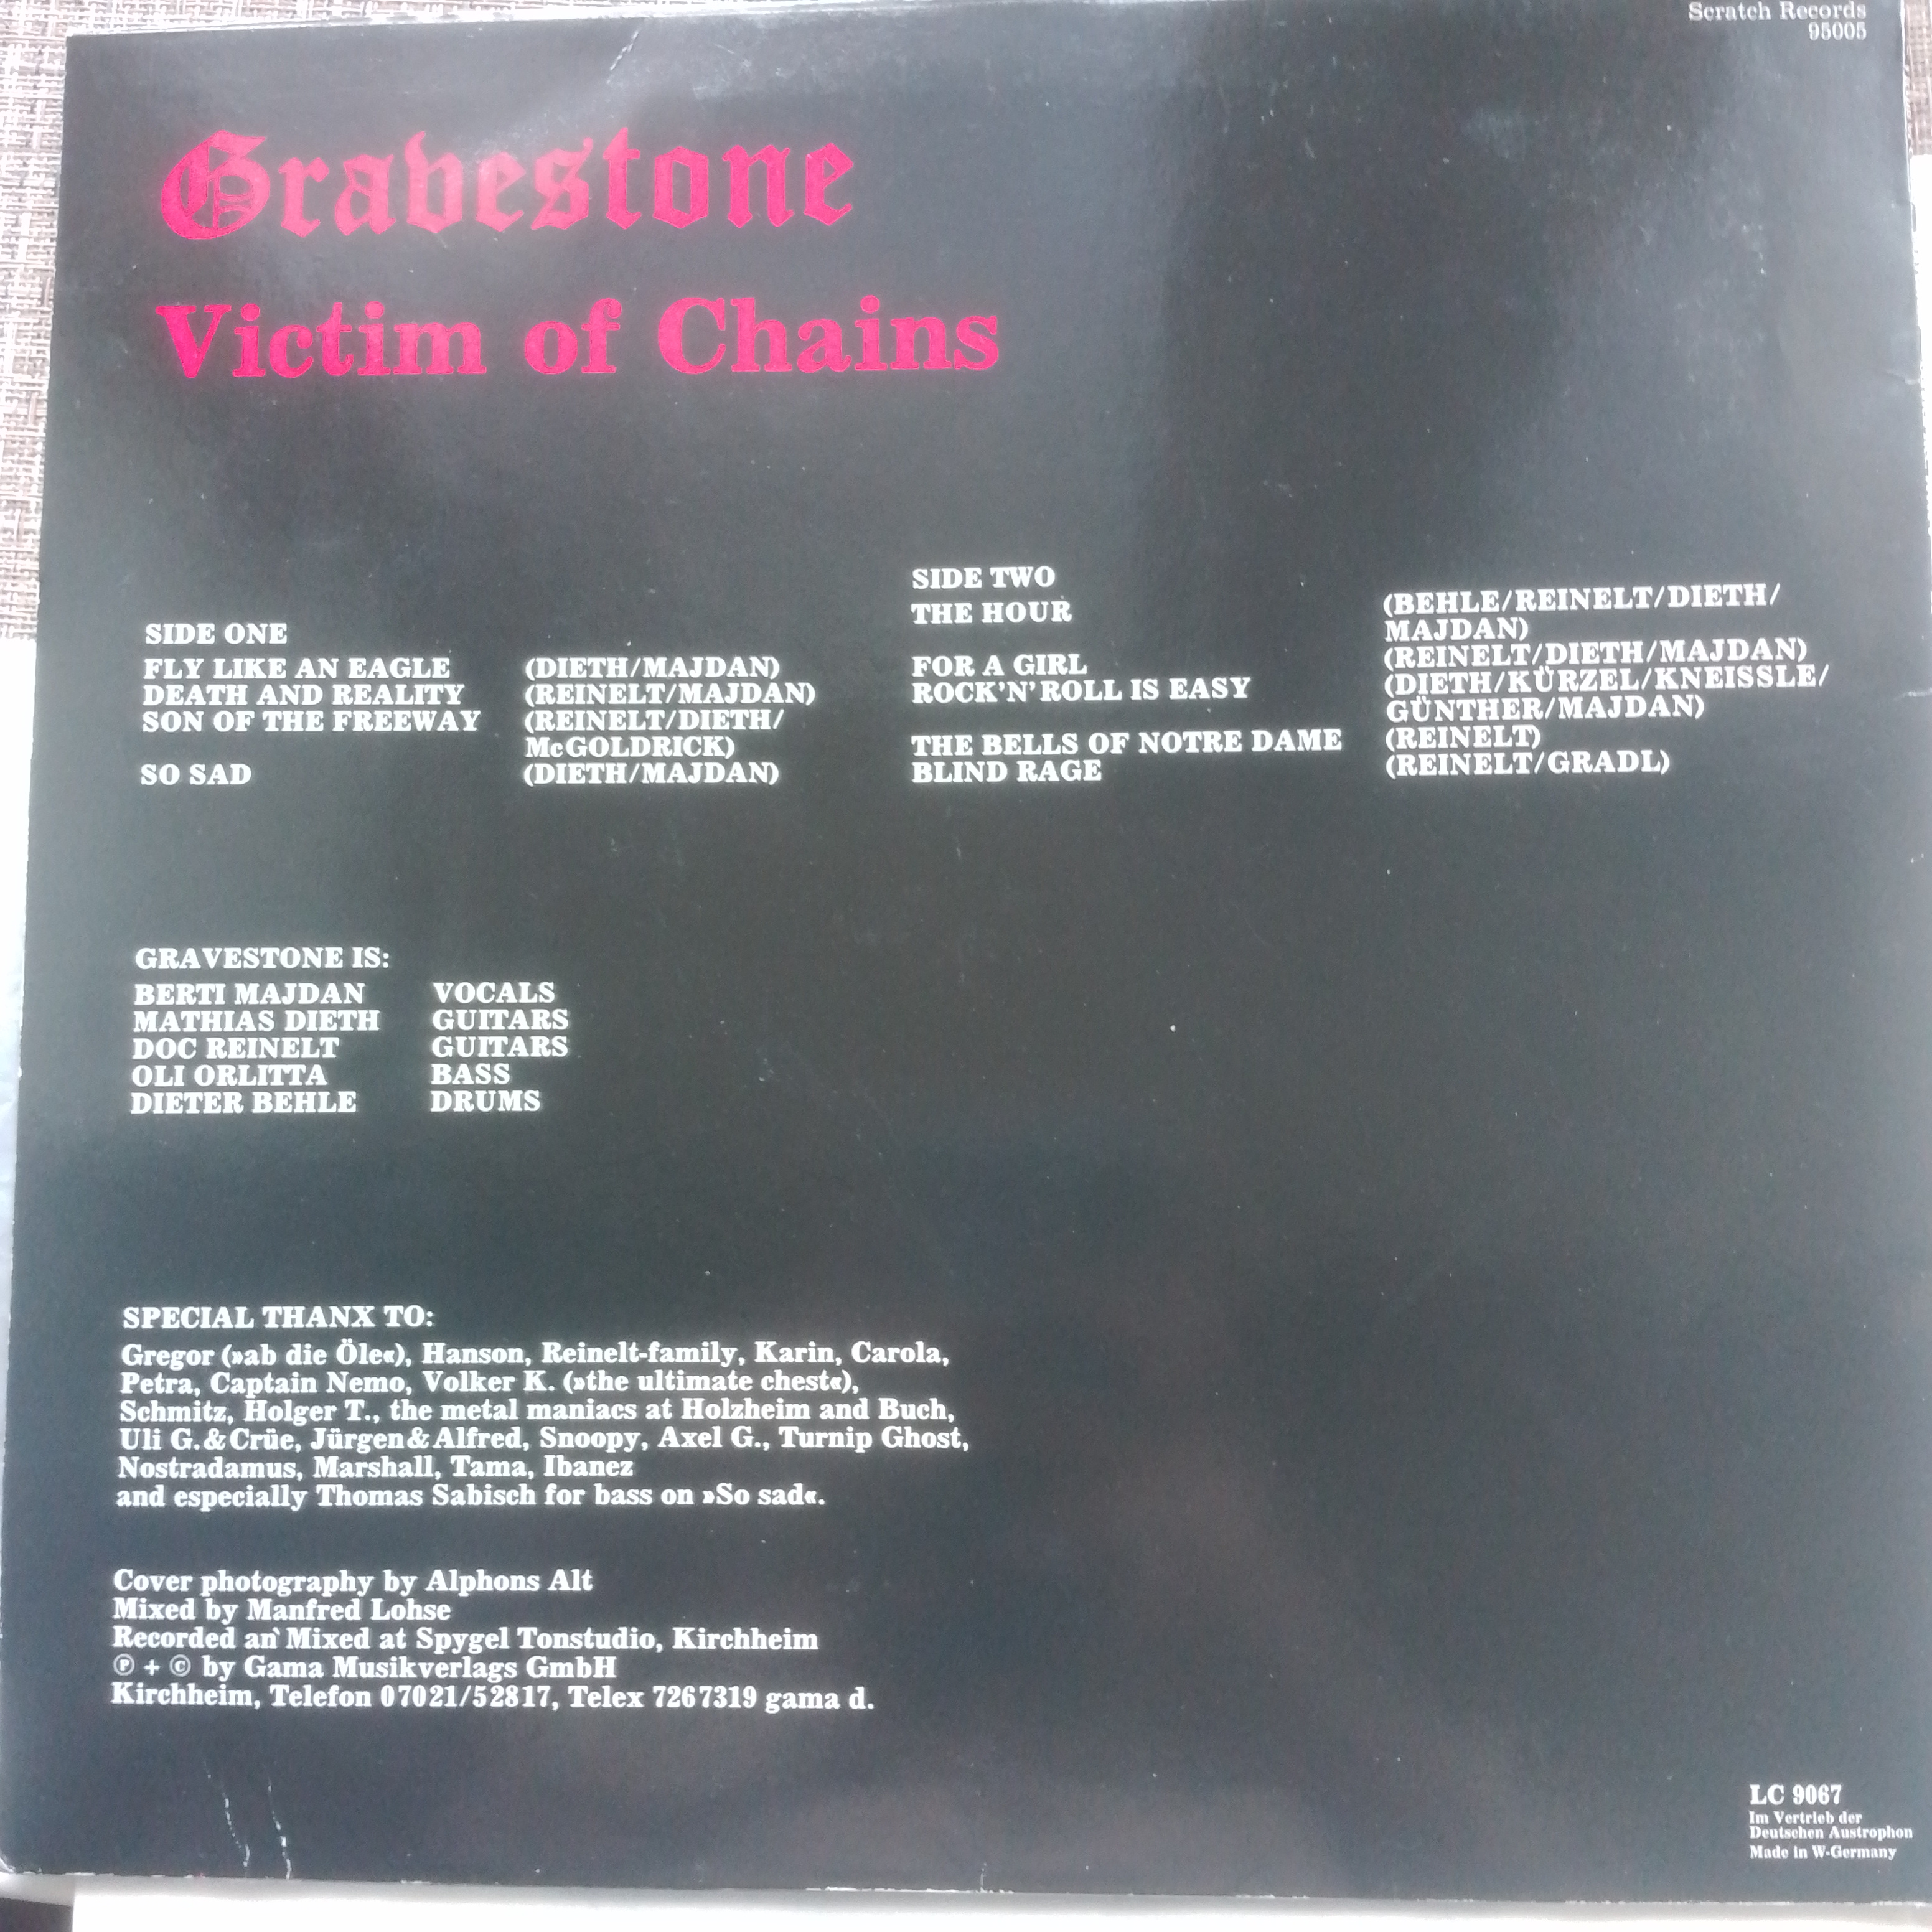 Scratch Records
95005
Gravestone
Victim of Chains
SIDE ONE
FLY LIKE AN EAGLE (DIETH/MAJDAN)
DEATH AND REALITY (REINELT/MAJDAN)
SON OF THE FREEWAY (REINELT/DIETH/
McGOLDRICK)
SO SAD (DIETH/MAJDAN)
SIDE TWO
THE HOUR (BEHLE/REINELT/DIETH/
MAJDAN)
FOR A GIRL (REINELT/DIETH/MAJDAN)
ROCK'N'ROLL IS EASY (DIETH/KÜRZEL/KNEISSLE/
GÜNTHER/MAJDAN)
THE BELLS OF NOTRE DAME (REINELT)
BLIND RAGE (REINELT/GRADL)
GRAVESTONE IS:
BERTI MAJDAN VOCALS
MATHIAS DIETH GUITARS
DOC REINELT GUITARS
OLI ORLITTA BASS
DIETER BEHLE DRUMS
SPECIAL THANX TO:
Gregor (»ab die Öle«), Hanson, Reinelt-family, Karin, Carola,
Petra, Captain Nemo, Volker K. (»the ultimate chest«),
Schmitz, Holger T., the metal maniacs at Holzheim and Buch,
Uli G.&Crüe, Jürgen&Alfred, Snoopy, Axel G., Turnip Ghost,
Nostradamus, Marshall, Tama, Ibanez
and especially Thomas Sabisch for bass on »So sad«.
Cover photography by Alphons Alt
Mixed by Manfred Lohse
Recorded an` Mixed at Spygel Tonstudio, Kirchheim
℗ + © by Gama Musikverlags GmbH
Kirchheim, Telefon 07021/52817, Telex 7267319 gama d.
LC 9067
Im Vertrieb der
Deutschen Austrophon
Made in W-Germany